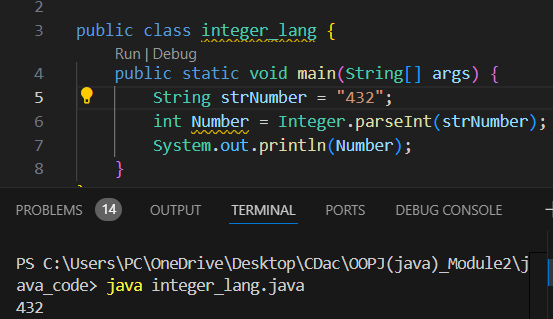 2
3 public class integer_lang {
Run | Debug
4 public static void main(String[] args) {
5 String strNumber = "432";
6 int Number = Integer.parseInt(strNumber);
7 System.out.println(Number);
8 }
PROBLEMS 14 OUTPUT TERMINAL PORTS DEBUG CONSOLE
PS C:\Users\PC\OneDrive\Desktop\CDac\OOPJ(java)_Module2\j
ava_code> java integer_lang.java
432